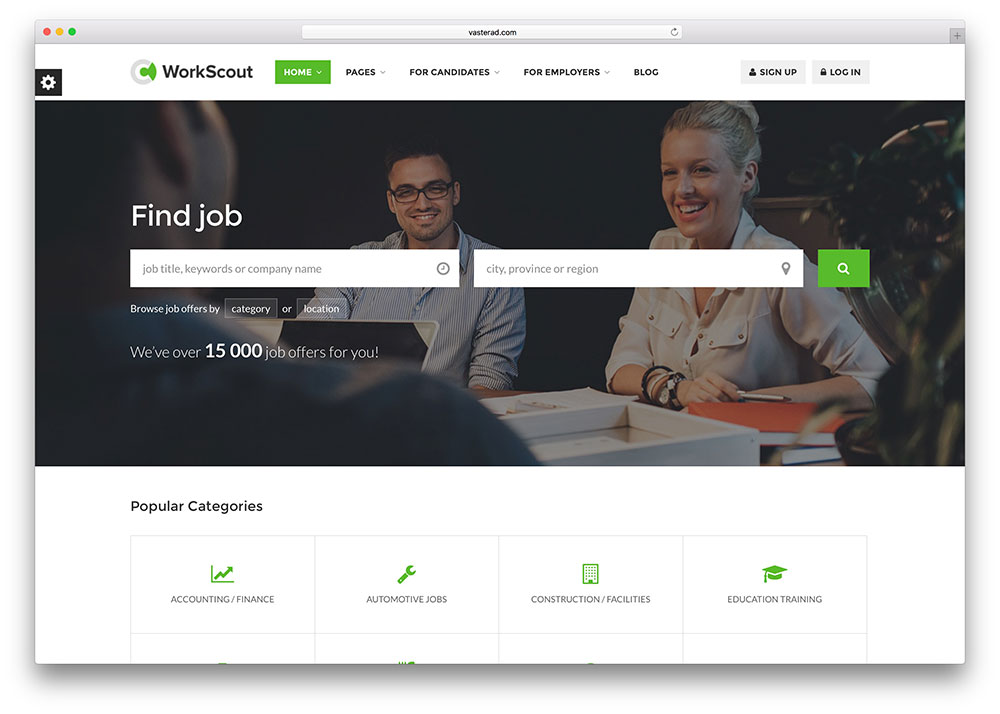 vasterad.com
WorkScout HOME PAGES FOR CANDIDATES FOR EMPLOYERS BLOG SIGN UP LOG IN
Find job
job title, keywords or company name city, province or region
Browse job offers by category or location
We've over 15 000 job offers for you!
Popular Categories
ACCOUNTING / FINANCE AUTOMOTIVE JOBS CONSTRUCTION / FACILITIES EDUCATION TRAINING